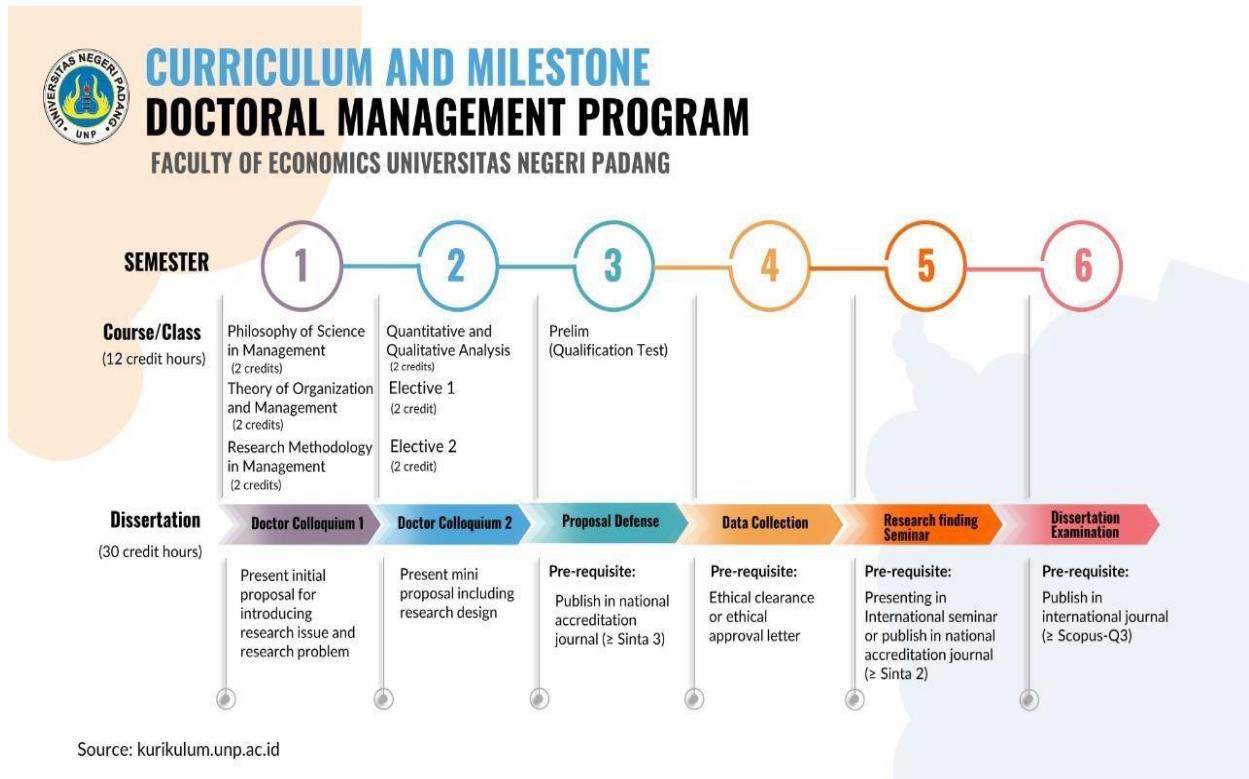 UNIVERSITAS NEGERI PADANG
UNP
CURRICULUM AND MILESTONE
DOCTORAL MANAGEMENT PROGRAM
FACULTY OF ECONOMICS UNIVERSITAS NEGERI PADANG
SEMESTER
1
2
3
4
5
6
Course/Class
(12 credit hours)
Philosophy of Science
in Management
(2 credits)
Theory of Organization
and Management
(2 credits)
Research Methodology
in Management
(2 credits)
Quantitative and
Qualitative Analysis
(2 credits)
Elective 1
(2 credit)
Elective 2
(2 credit)
Prelim
(Qualification Test)
Dissertation
(30 credit hours)
Doctor Colloquium 1
Doctor Colloquium 2
Proposal Defense
Data Collection
Research finding
Seminar
Dissertation
Examination
Present initial
proposal for
introducing
research issue and
research problem
Present mini
proposal including
research design
Pre-requisite:
Publish in national
accreditation
journal (≥ Sinta 3)
Pre-requisite:
Ethical clearance
or ethical
approval letter
Pre-requisite:
Presenting in
International seminar
or publish in national
accreditation journal
(≥ Sinta 2)
Pre-requisite:
Publish in
international journal
(≥ Scopus-Q3)
Source: kurikulum.unp.ac.id